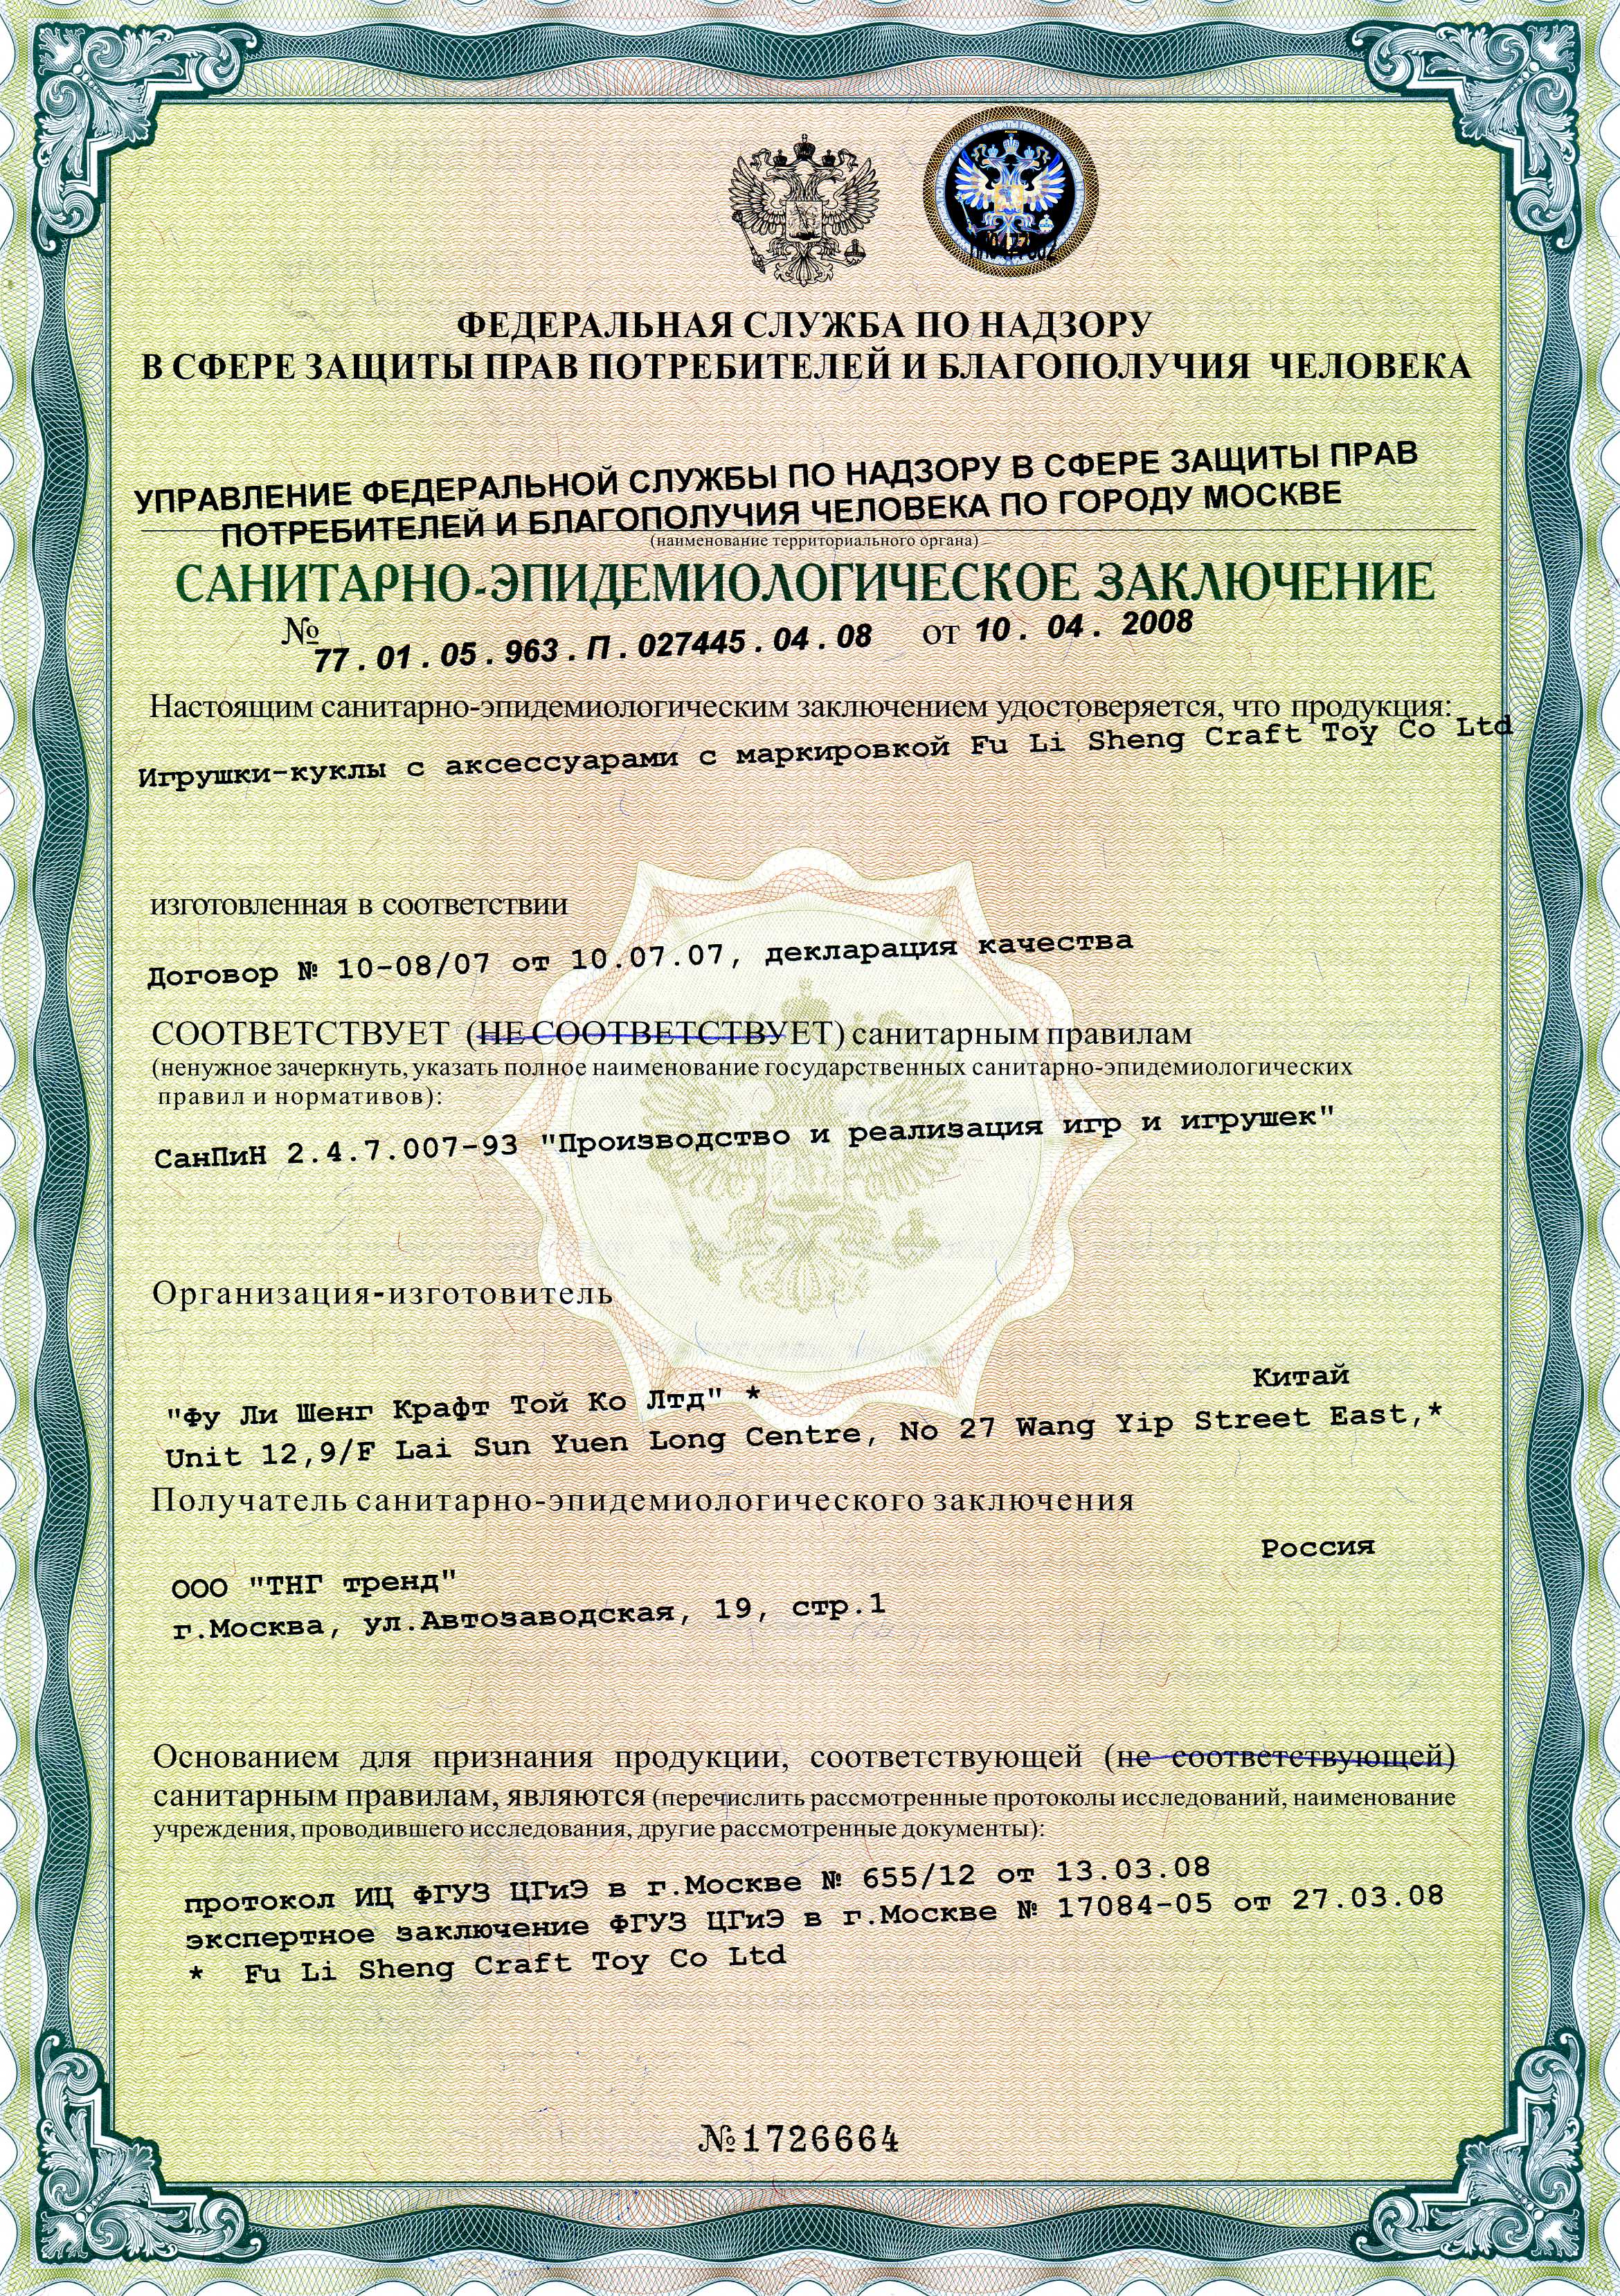 ФЕДЕРАЛЬНАЯ СЛУЖБА ПО НАДЗОРУ
В СФЕРЕ ЗАЩИТЫ ПРАВ ПОТРЕБИТЕЛЕЙ И БЛАГОПОЛУЧИЯ ЧЕЛОВЕКА
УПРАВЛЕНИЕ ФЕДЕРАЛЬНОЙ СЛУЖБЫ ПО НАДЗОРУ В СФЕРЕ ЗАЩИТЫ ПРАВ
ПОТРЕБИТЕЛЕЙ И БЛАГОПОЛУЧИЯ ЧЕЛОВЕКА ПО ГОРОДУ МОСКВЕ
(наименование территориального органа)
САНИТАРНО-ЭПИДЕМИОЛОГИЧЕСКОЕ ЗАКЛЮЧЕНИЕ
№ 77.01.05.963.П.027445.04.08 от 10.04.2008
Настоящим санитарно-эпидемиологическим заключением удостоверяется, что продукция:
Игрушки-куклы с аксессуарами с маркировкой Fu Li Sheng Craft Toy Co Ltd
изготовленная в соответствии
Договор № 10-08/07 от 10.07.07, декларация качества
СООТВЕТСТВУЕТ (НЕ СООТВЕТСТВУЕТ) санитарным правилам
(ненужное зачеркнуть, указать полное наименование государственных санитарно-эпидемиологических
правил и нормативов):
СанПиН 2.4.7.007-93 "Производство и реализация игр и игрушек"
Организация-изготовитель
Китай
"Фу Ли Шенг Крафт Той Ко Лтд" *
Unit 12,9/F Lai Sun Yuen Long Centre, No 27 Wang Yip Street East,*
Получатель санитарно-эпидемиологического заключения
Россия
ООО "ТНГ тренд"
г.Москва, ул.Автозаводская, 19, стр.1
Основанием для признания продукции, соответствующей (не соответствующей)
санитарным правилам, являются (перечислить рассмотренные протоколы исследований, наименование
учреждения, проводившего исследования, другие рассмотренные документы):
протокол ИЦ ФГУЗ ЦГиЭ в г.Москве № 655/12 от 13.03.08
экспертное заключение ФГУЗ ЦГиЭ в г.Москве № 17084-05 от 27.03.08
* Fu Li Sheng Craft Toy Co Ltd
№1726664